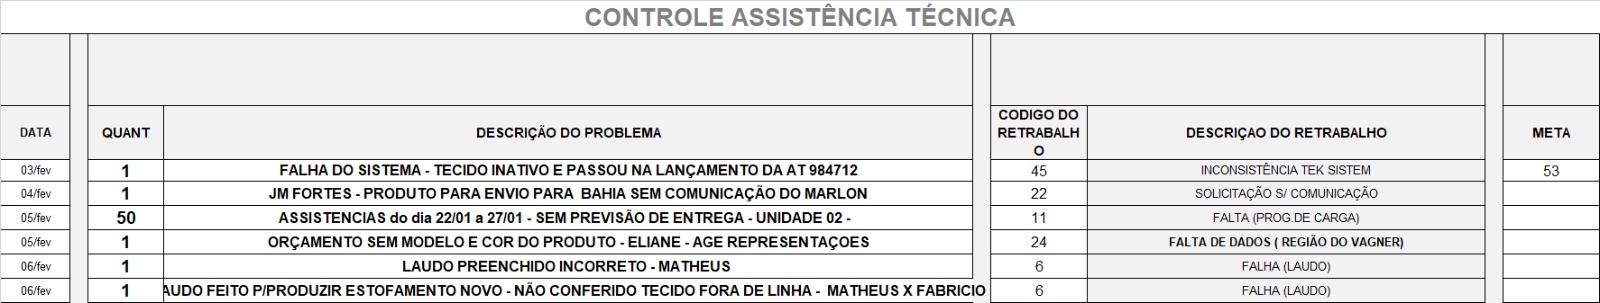 CONTROLE ASSISTÊNCIA TÉCNICA
DATA QUANT DESCRIÇÃO DO PROBLEMA CODIGO DO RETRABALH O DESCRIÇAO DO RETRABALHO META
03/fev 1 FALHA DO SISTEMA - TECIDO INATIVO E PASSOU NA LANÇAMENTO DA AT 984712 45 INCONSISTÊNCIA TEK SISTEM 53
04/fev 1 JM FORTES - PRODUTO PARA ENVIO PARA BAHIA SEM COMUNICAÇÃO DO MARLON 22 SOLICITAÇÃO S/ COMUNICAÇÃO
05/fev 50 ASSISTENCIAS do dia 22/01 a 27/01 - SEM PREVISÃO DE ENTREGA - UNIDADE 02 - 11 FALTA (PROG.DE CARGA)
05/fev 1 ORÇAMENTO SEM MODELO E COR DO PRODUTO - ELIANE - AGE REPRESENTAÇOES 24 FALTA DE DADOS ( REGIÃO DO VAGNER)
06/fev 1 LAUDO PREENCHIDO INCORRETO - MATHEUS 6 FALHA (LAUDO)
06/fev 1 AUDO FEITO P/PRODUZIR ESTOFAMENTO NOVO - NÃO CONFERIDO TECIDO FORA DE LINHA - MATHEUS X FABRICIO 6 FALHA (LAUDO)